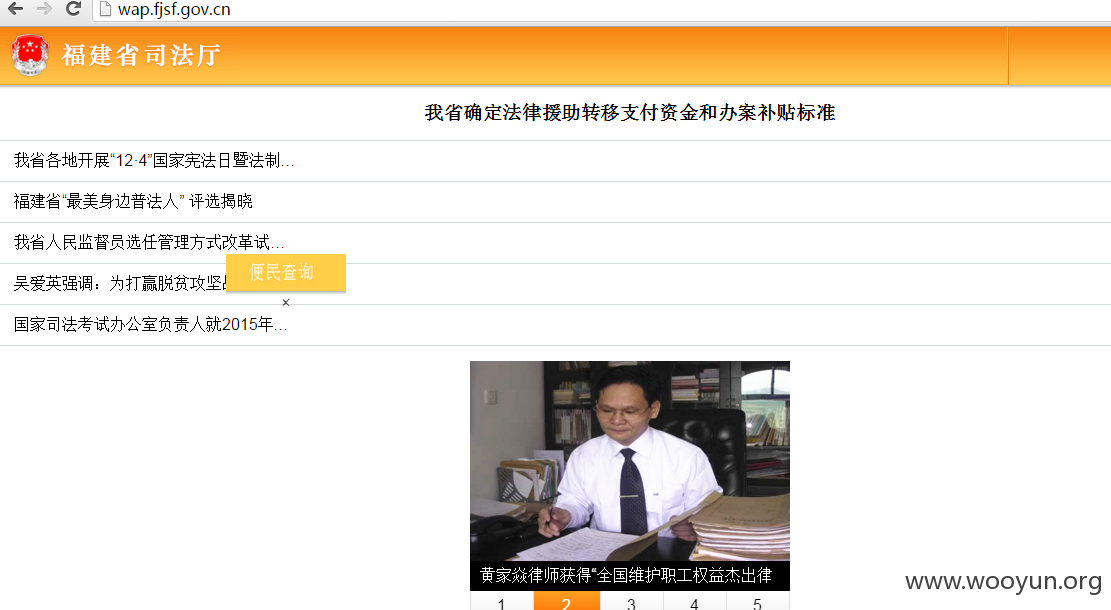 wap.fjsf.gov.cn
福建省司法厅
我省确定法律援助转移支付资金和办案补贴标准
我省各地开展“12·4”国家宪法日暨法制...
福建省“最美身边普法人” 评选揭晓
我省人民监督员选任管理方式改革试...
便民查询
吴爱英强调：为打赢脱贫攻坚
×
国家司法考试办公室负责人就2015年...
黄家焱律师获得“全国维护职工权益杰出律
1 2 3 4 5
www.wooyun.org